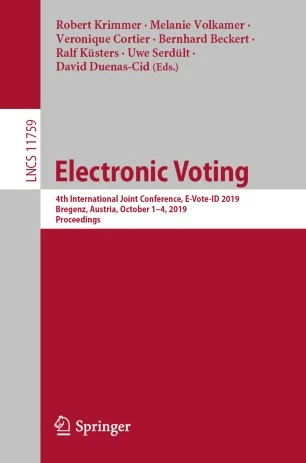 Robert Krimmer · Melanie Volkamer ·
Veronique Cortier · Bernhard Beckert ·
Ralf Küsters · Uwe Serdült ·
David Duenas-Cid (Eds.)
LNCS 11759
Electronic Voting
4th International Joint Conference, E-Vote-ID 2019
Bregenz, Austria, October 1–4, 2019
Proceedings
Springer